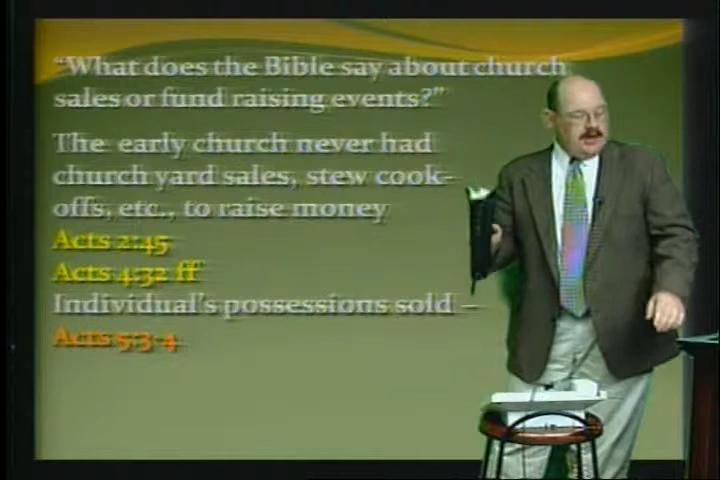 “What does the Bible say about church
sales or fund raising events?”
The early church never had
church yard sales, stew cook-
offs, etc., to raise money
Acts 2:45
Acts 4:32 ff
Individual's possessions sold –
Acts 5:3-4